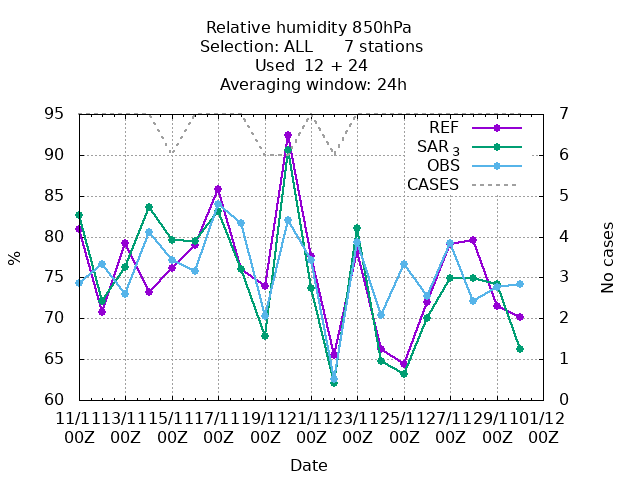 Relative humidity 850hPa
Selection: ALL 7 stations
Used 12 + 24
Averaging window: 24h
95 7
REF
SAR 3
90 6
OBS
CASES
85 5
80 4
%
No cases
75 3
70 2
65 1
60 0
11/11 13/11 15/11 17/11 19/11 21/11 23/11 25/11 27/11 29/11 01/12
00Z 00Z 00Z 00Z 00Z 00Z 00Z 00Z 00Z 00Z 00Z
Date